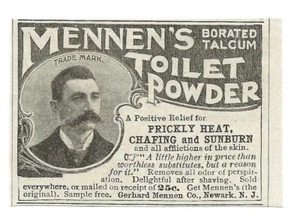 MENNEN'S BORATED
TALCUM
TRADE MARK.
TOILET
POWDER
A Positive Relief for
PRICKLY HEAT,
CHAFING and SUNBURN
and all afflictions of the skin.
☞"A little higher in price than
worthless substitutes, but a reason
for it." Removes all odor of perspir-
ation. Delightful after shaving. Sold
everywhere, or mailed on receipt of 25c. Get Mennen's (the
original). Sample free. Gerhard Mennen Co., Newark, N. J.